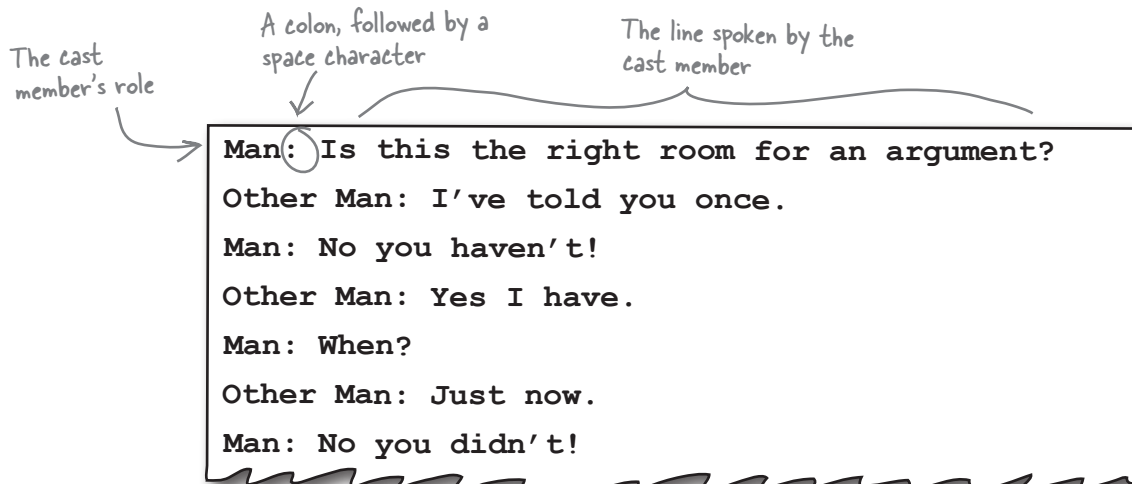 The cast
member's role
A colon, followed by a
space character
The line spoken by the
cast member
Man: Is this the right room for an argument?
Other Man: I've told you once.
Man: No you haven't!
Other Man: Yes I have.
Man: When?
Other Man: Just now.
Man: No you didn't!